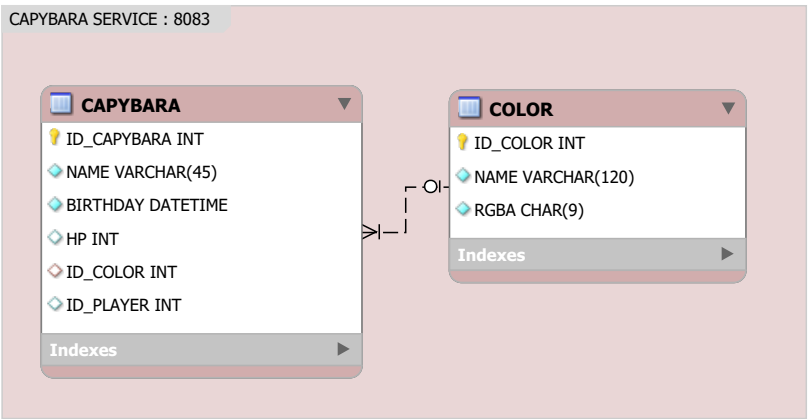 CAPYBARA SERVICE : 8083
CAPYBARA
ID_CAPYBARA INT
NAME VARCHAR(45)
BIRTHDAY DATETIME
HP INT
ID_COLOR INT
ID_PLAYER INT
Indexes
COLOR
ID_COLOR INT
NAME VARCHAR(120)
RGBA CHAR(9)
Indexes